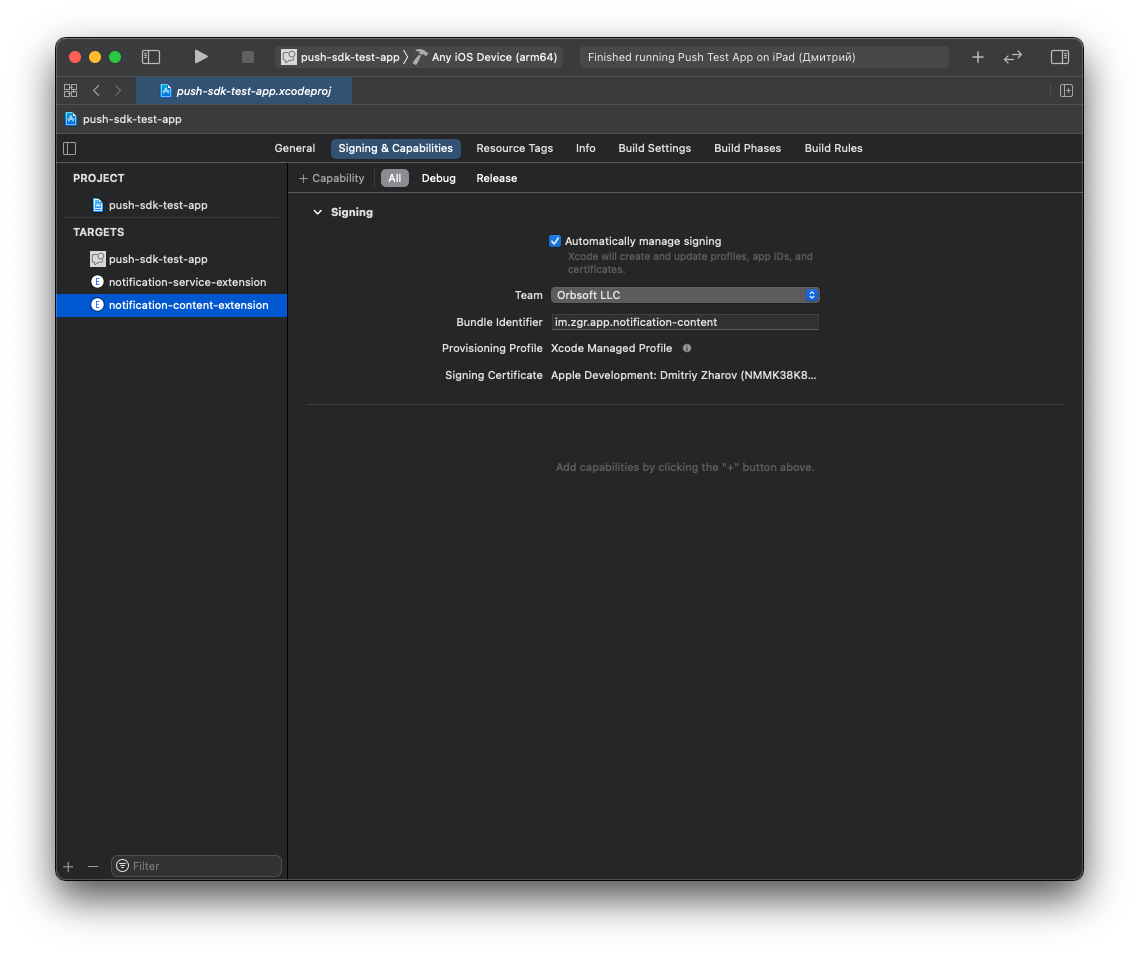 push-sdk-test-app 〉 Any iOS Device (arm64)
Finished running Push Test App on iPad (Дмитрий)
push-sdk-test-app.xcodeproj
push-sdk-test-app
General Signing & Capabilities Resource Tags Info Build Settings Build Phases Build Rules
PROJECT
push-sdk-test-app
TARGETS
push-sdk-test-app
E notification-service-extension
E notification-content-extension
Filter
+ Capability All Debug Release
Signing
Automatically manage signing
Xcode will create and update profiles, app IDs, and
certificates.
Team Orbsoft LLC
Bundle Identifier im.zgr.app.notification-content
Provisioning Profile Xcode Managed Profile
Signing Certificate Apple Development: Dmitriy Zharov (NMMK38K8...
Add capabilities by clicking the "+" button above.